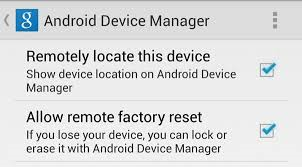 Android Device Manager
Remotely locate this device
Show device location on Android Device
Manager
Allow remote factory reset
If you lose your device, you can lock or
erase it with Android Device Manager